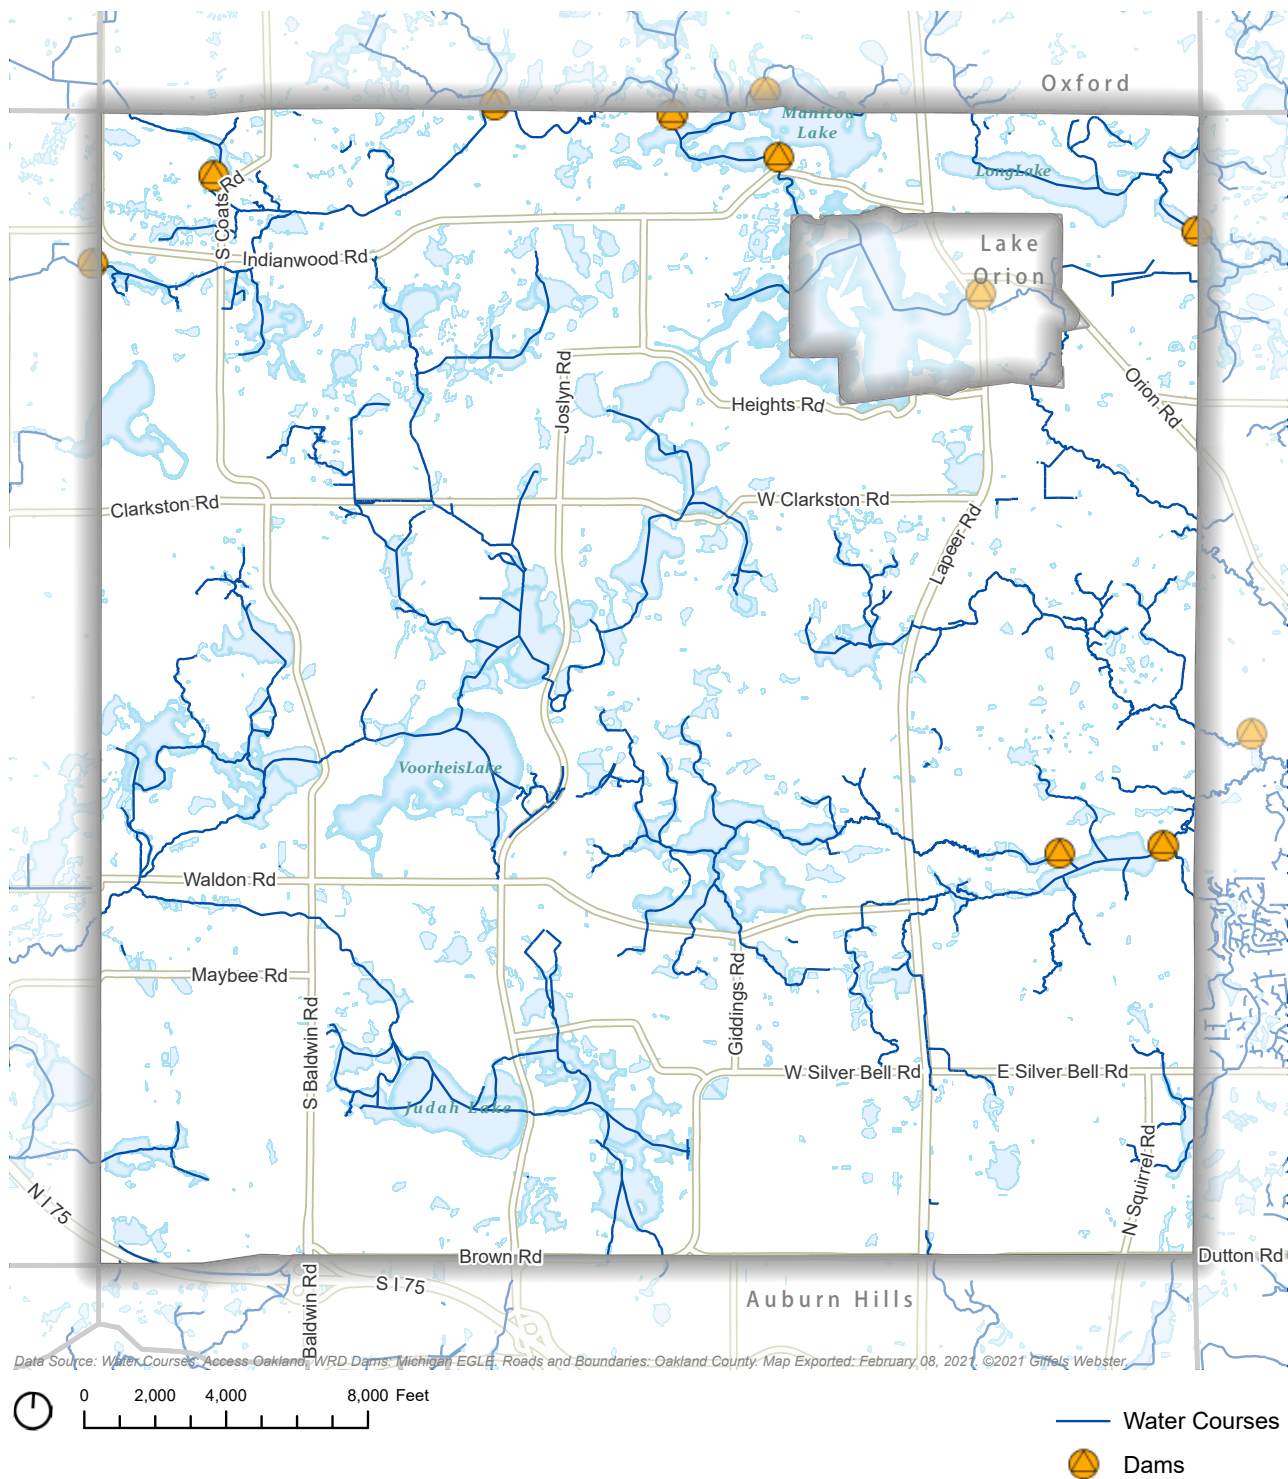 Oxford
Manitou
Lake
LongLake
S Coats Rd
Lake
Orion
Indianwood Rd
Joslyn Rd
Heights Rd
Orion Rd
Clarkston Rd
W Clarkston Rd
Lapeer Rd
VoorheisLake
Waldon Rd
Maybee Rd
S Baldwin Rd
Giddings Rd
W Silver Bell Rd
E Silver Bell Rd
Judah Lake
N Squirrel Rd
N I 75
Brown Rd
Dutton Rd
S I 75
Baldwin Rd
Auburn Hills
Data Source: Water Courses, Access Oakland. WRD Dams. Michigan EGLE. Roads and Boundaries: Oakland County. Map Exported: February 08, 2021. ©2021 Giffels Webster.
0 2,000 4,000 8,000 Feet
Water Courses
Dams